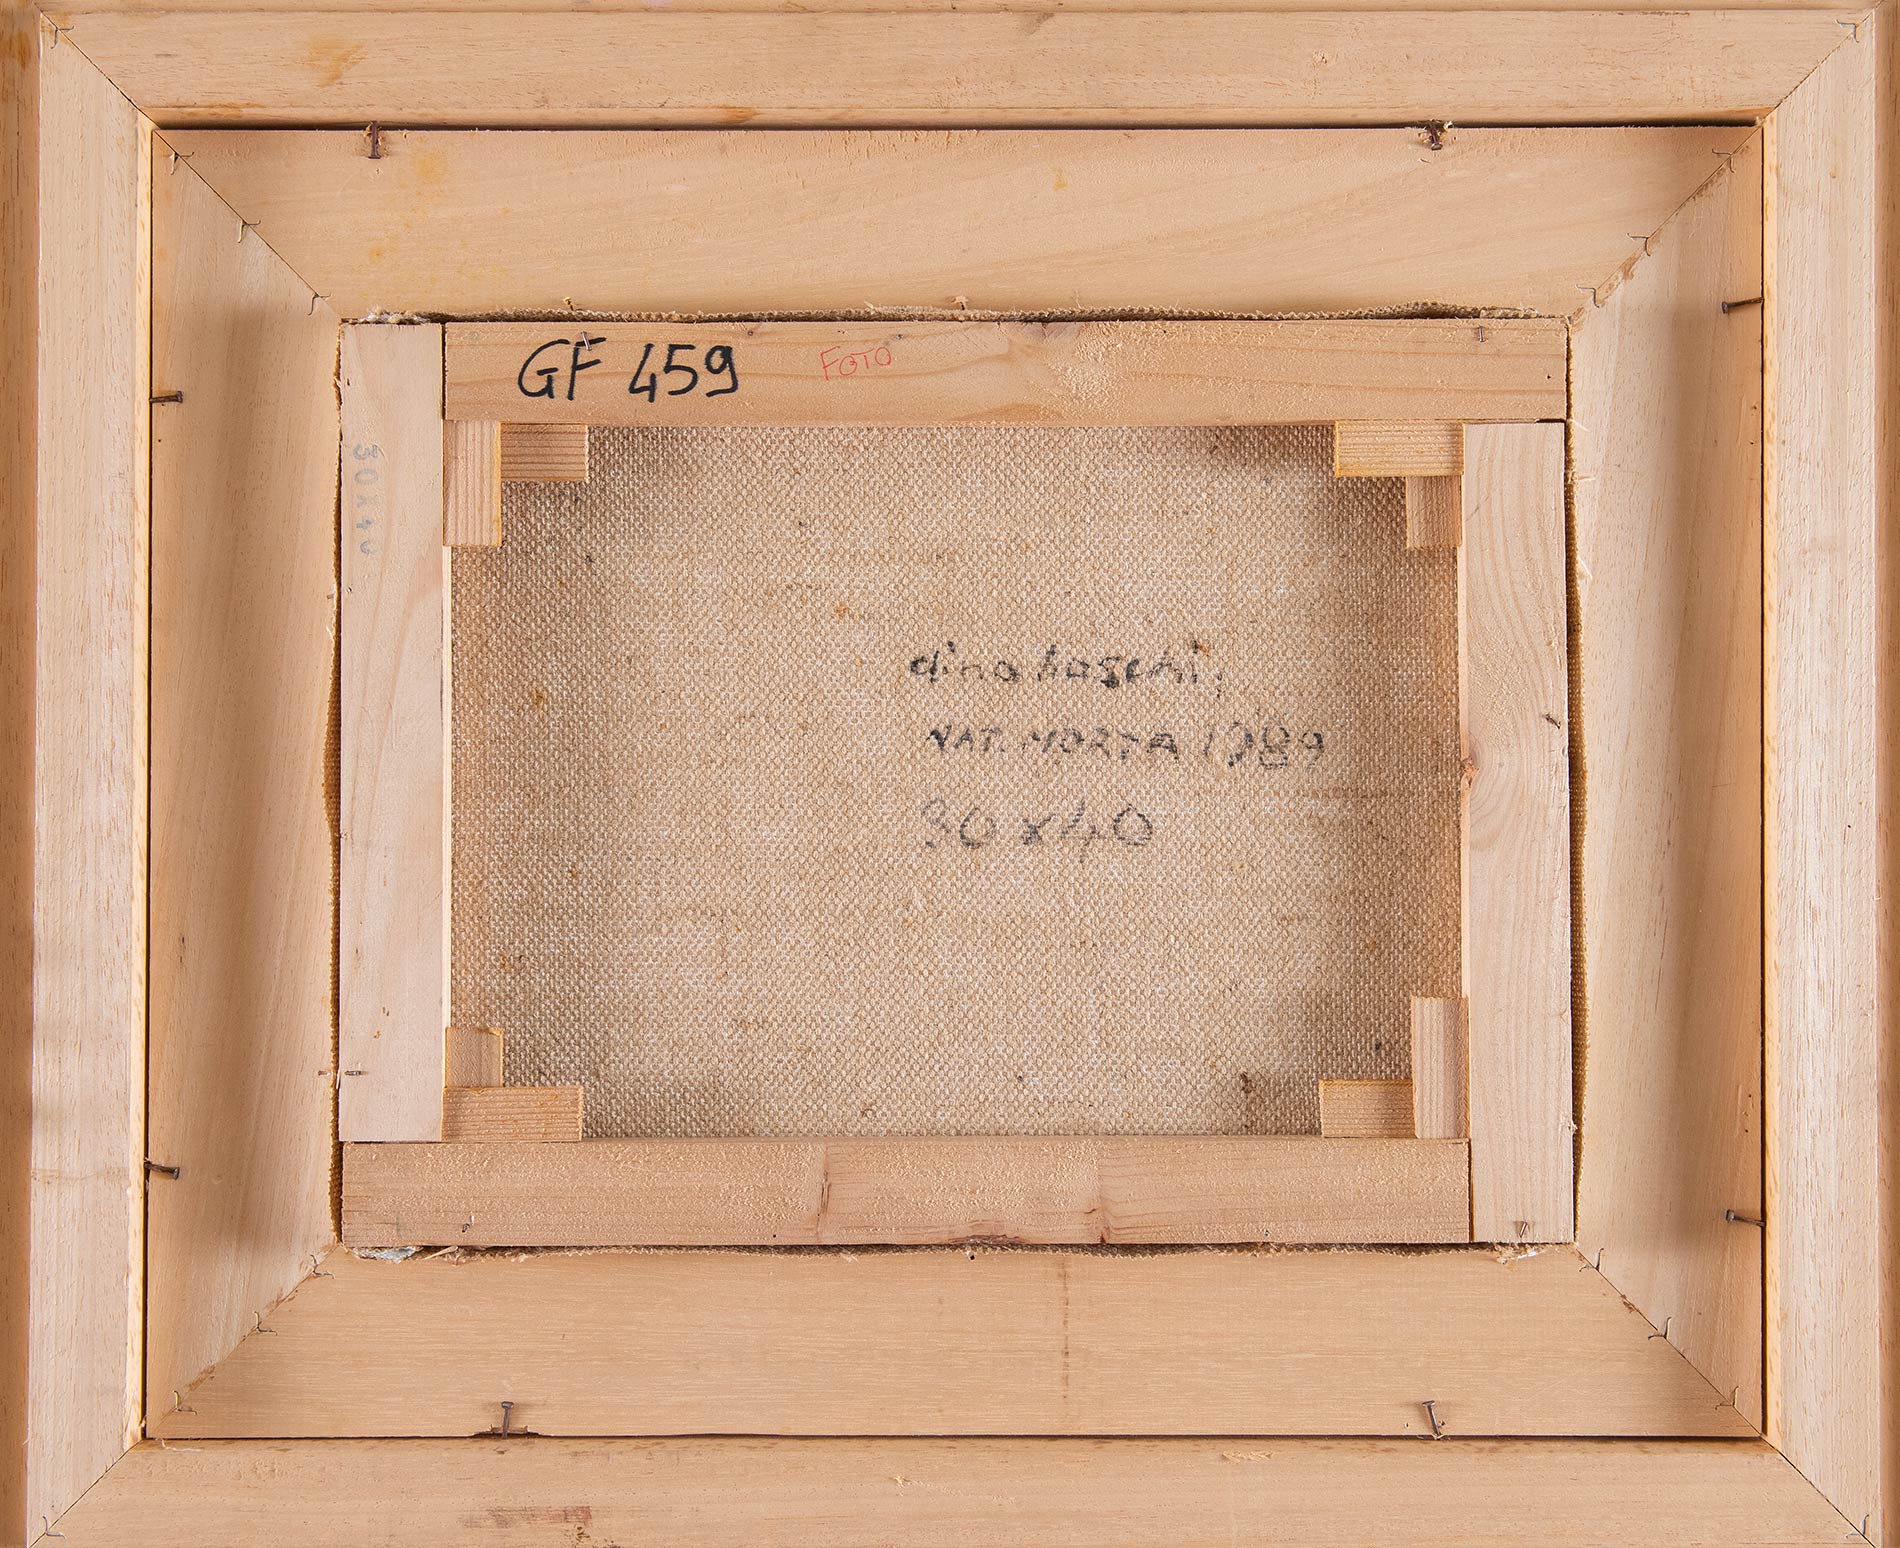 GF 459 FOTO
30x40
dino boschi.
NAT. MORTA 1989
30x40